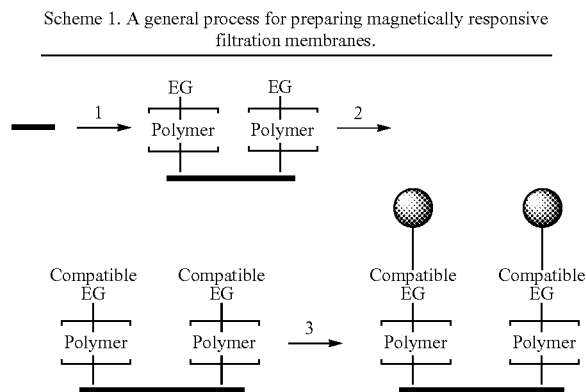 Scheme 1. A general process for preparing magnetically responsive
filtration membranes.
EG EG
1 2
Polymer Polymer
Compatible Compatible Compatible Compatible
EG EG EG EG
3
Polymer Polymer Polymer Polymer